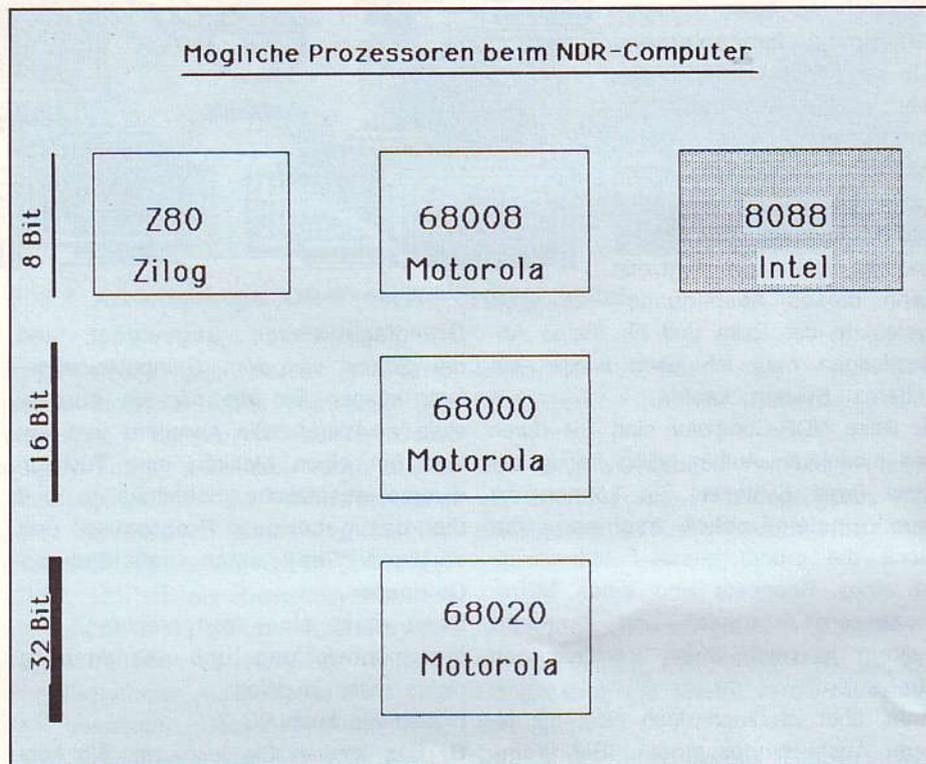 Mögliche Prozessoren beim NDR-Computer
8 Bit
Z80
Zilog
68008
Motorola
8088
Intel
16 Bit
68000
Motorola
32 Bit
68020
Motorola